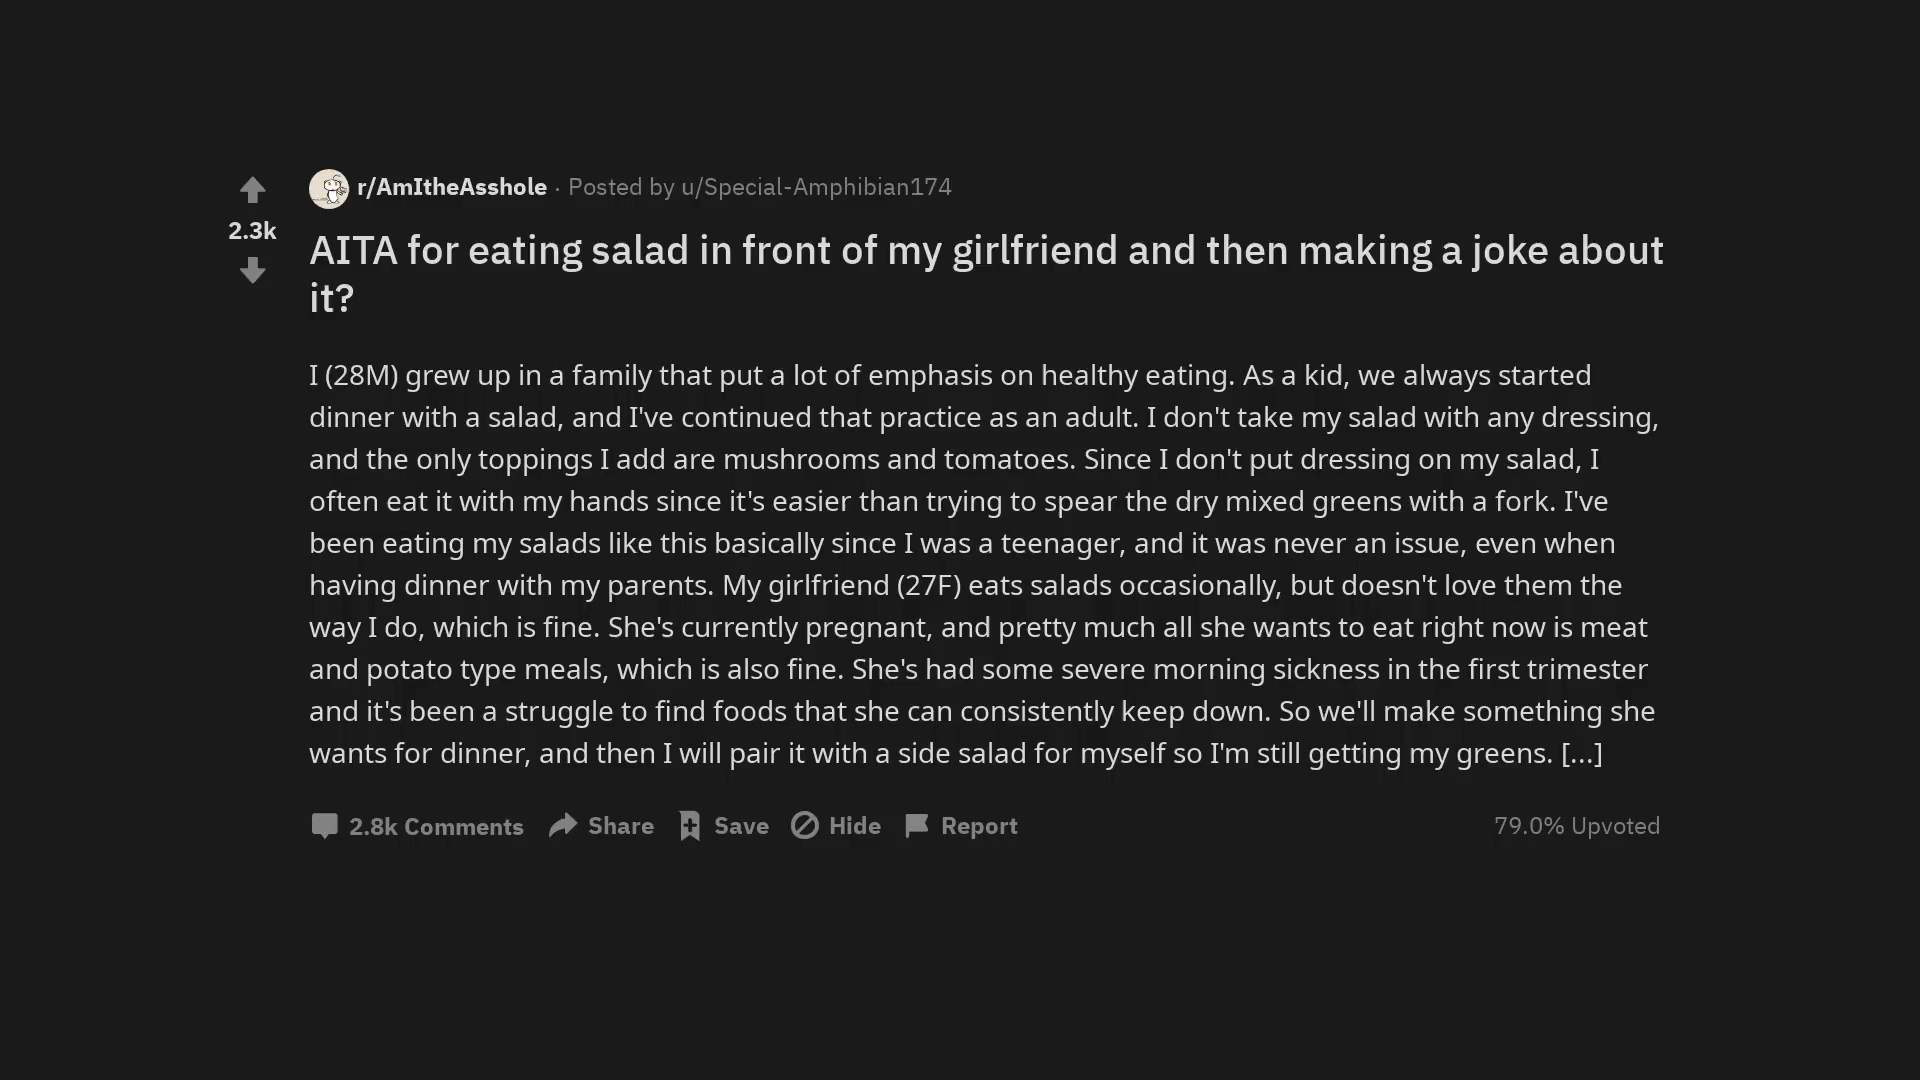 r/AmItheAsshole · Posted by u/Special-Amphibian174
2.3k
AITA for eating salad in front of my girlfriend and then making a joke about
it?
I (28M) grew up in a family that put a lot of emphasis on healthy eating. As a kid, we always started
dinner with a salad, and I've continued that practice as an adult. I don't take my salad with any dressing,
and the only toppings I add are mushrooms and tomatoes. Since I don't put dressing on my salad, I
often eat it with my hands since it's easier than trying to spear the dry mixed greens with a fork. I've
been eating my salads like this basically since I was a teenager, and it was never an issue, even when
having dinner with my parents. My girlfriend (27F) eats salads occasionally, but doesn't love them the
way I do, which is fine. She's currently pregnant, and pretty much all she wants to eat right now is meat
and potato type meals, which is also fine. She's had some severe morning sickness in the first trimester
and it's been a struggle to find foods that she can consistently keep down. So we'll make something she
wants for dinner, and then I will pair it with a side salad for myself so I'm still getting my greens. [...]
2.8k Comments Share Save Hide Report 79.0% Upvoted